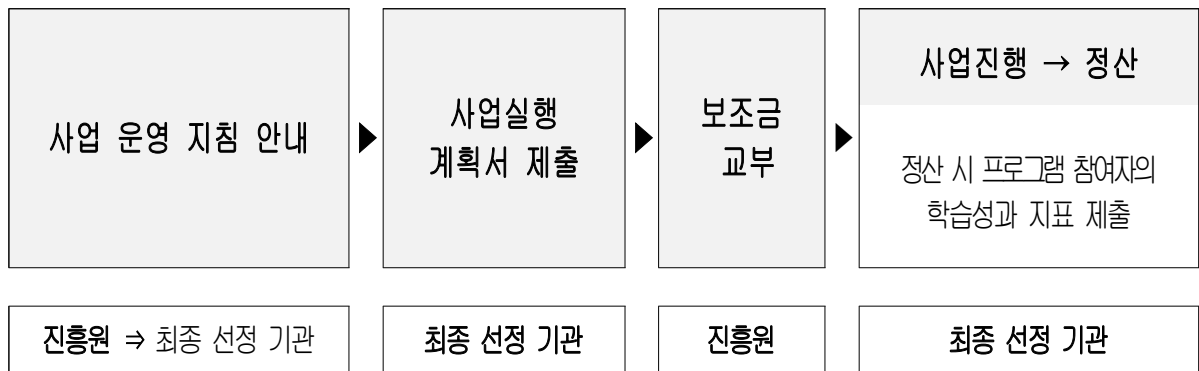 사업 운영 지침 안내
사업실행
계획서 제출
보조금
교부
사업진행 → 정산
정산 시 프로그램 참여자의
학습성과 지표 제출
진흥원 ⇒ 최종 선정 기관
최종 선정 기관
진흥원
최종 선정 기관